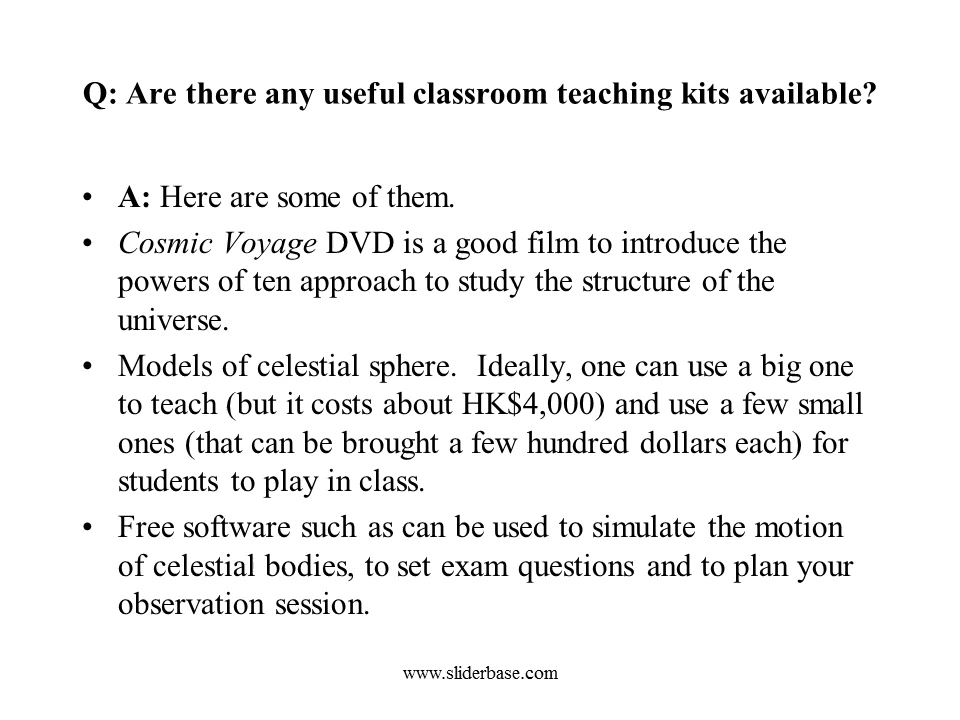 Q: Are there any useful classroom teaching kits available?
• A: Here are some of them.
• Cosmic Voyage DVD is a good film to introduce the
powers of ten approach to study the structure of the
universe.
• Models of celestial sphere.  Ideally, one can use a big one
to teach (but it costs about HK$4,000) and use a few small
ones (that can be brought a few hundred dollars each) for
students to play in class.
• Free software such as can be used to simulate the motion
of celestial bodies, to set exam questions and to plan your
observation session.
www.sliderbase.com